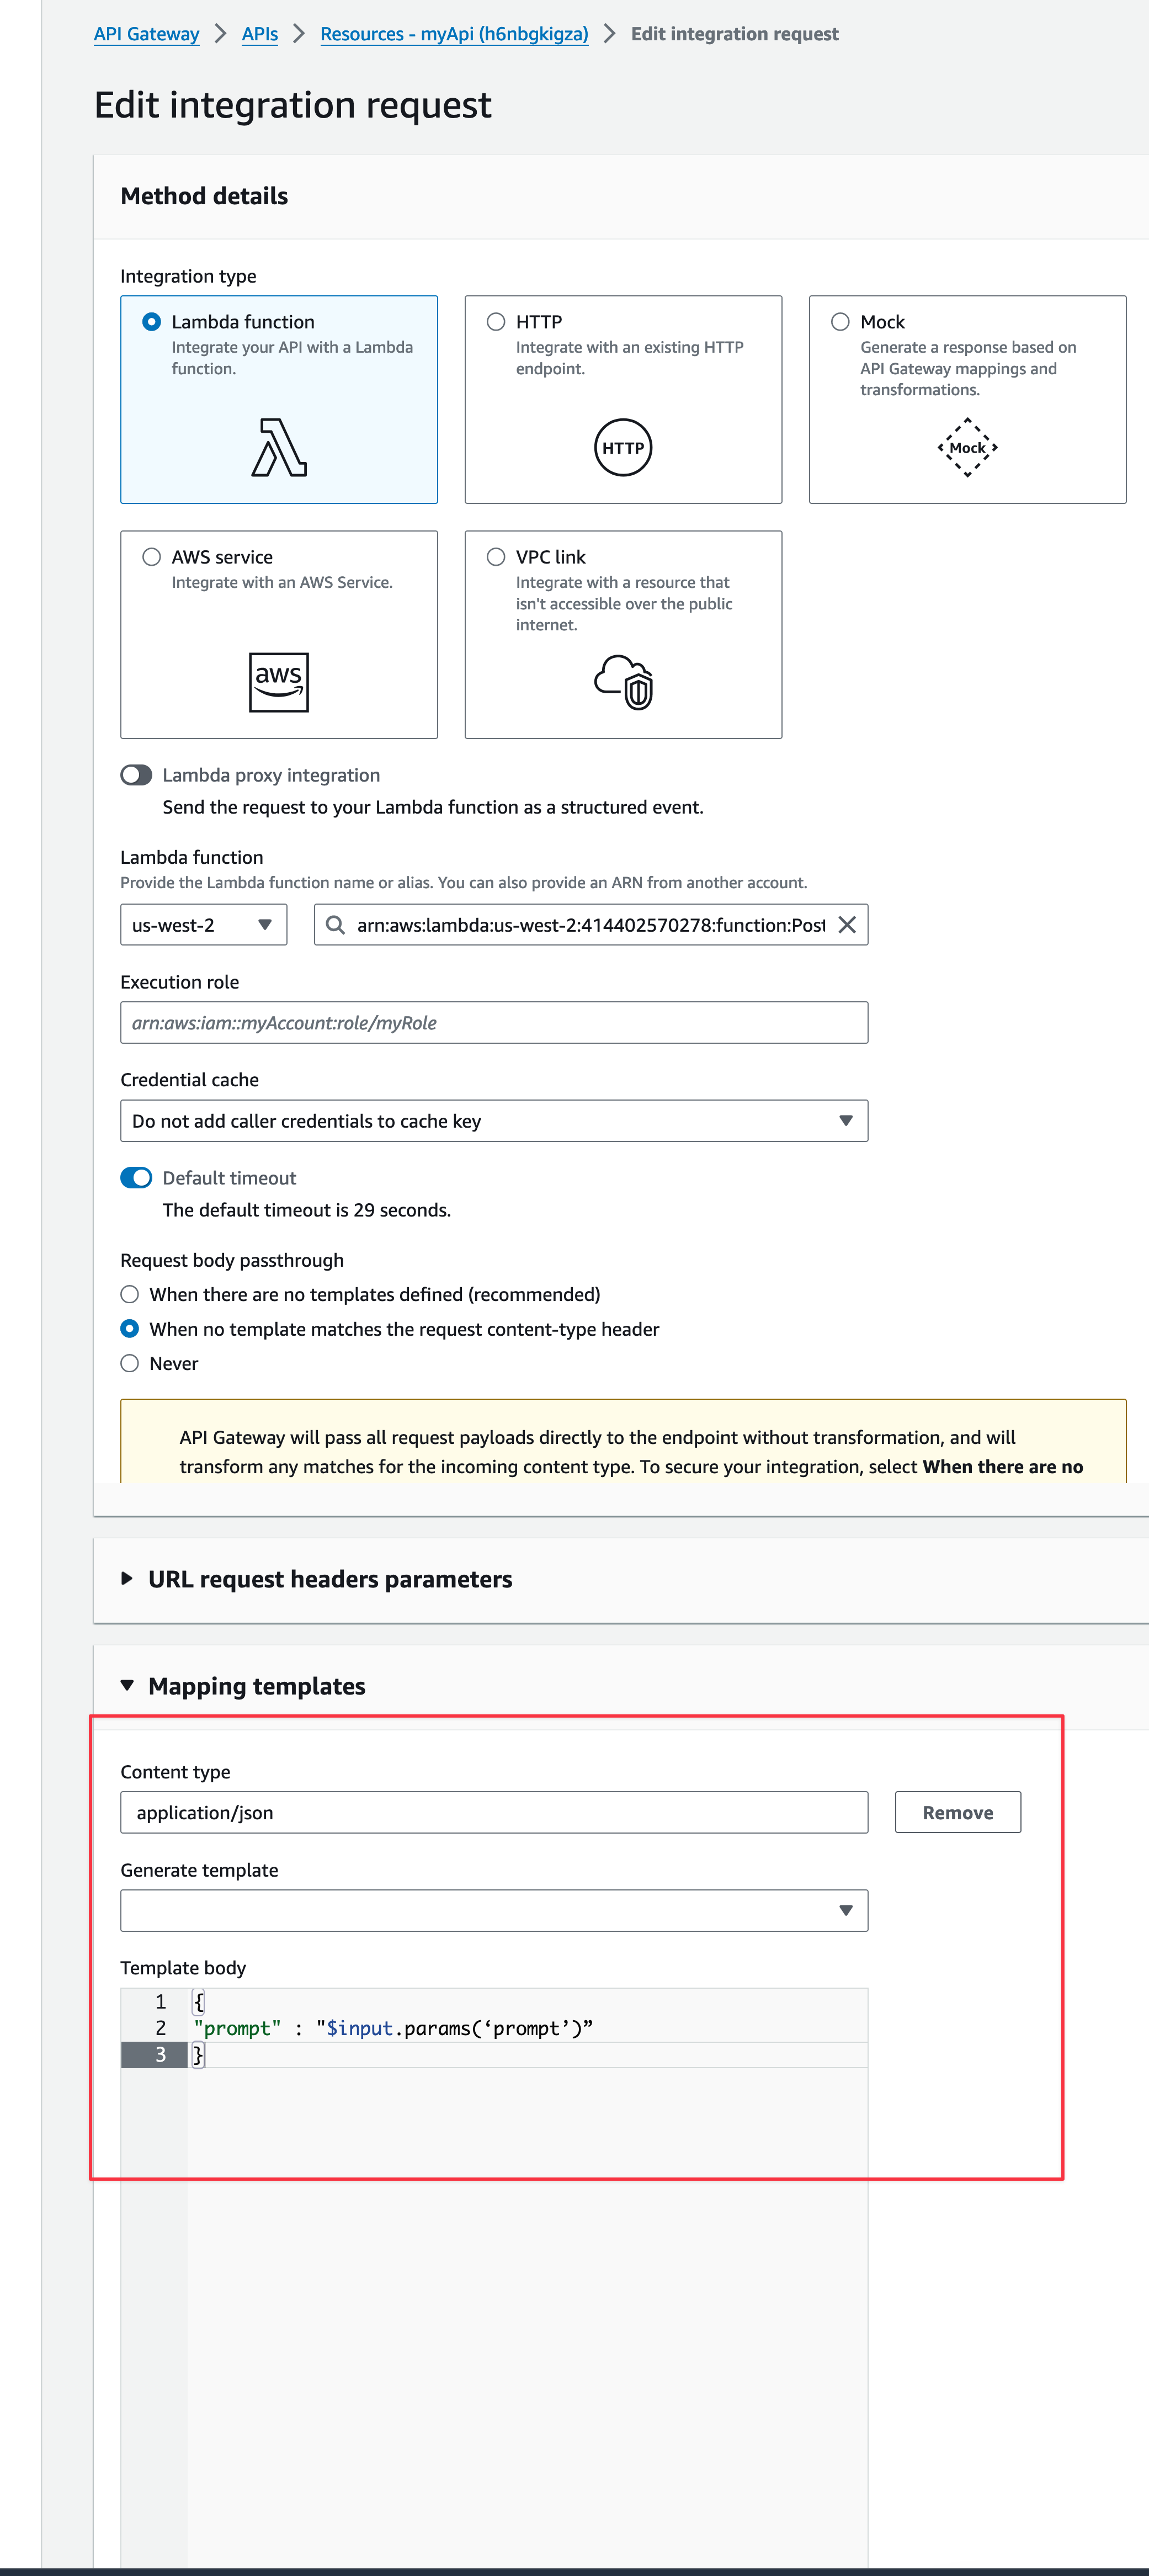 API Gateway > APIs > Resources - myApi (h6nbgkigza) > Edit integration request
Edit integration request
Method details
Integration type
Lambda function
Integrate your API with a Lambda
function.
HTTP
Integrate with an existing HTTP
endpoint.
HTTP
Mock
Generate a response based on
API Gateway mappings and
transformations.
Mock
AWS service
Integrate with an AWS Service.
aws
VPC link
Integrate with a resource that
isn't accessible over the public
internet.
Lambda proxy integration
Send the request to your Lambda function as a structured event.
Lambda function
Provide the Lambda function name or alias. You can also provide an ARN from another account.
us-west-2
arn:aws:lambda:us-west-2:414402570278:function:Post
Execution role
arn:aws:iam::myAccount:role/myRole
Credential cache
Do not add caller credentials to cache key
Default timeout
The default timeout is 29 seconds.
Request body passthrough
When there are no templates defined (recommended)
When no template matches the request content-type header
Never
API Gateway will pass all request payloads directly to the endpoint without transformation, and will
transform any matches for the incoming content type. To secure your integration, select When there are no
URL request headers parameters
Mapping templates
Content type
application/json
Remove
Generate template
Template body
1 {
2 "prompt" : "$input.params(‘prompt’)”
3 }